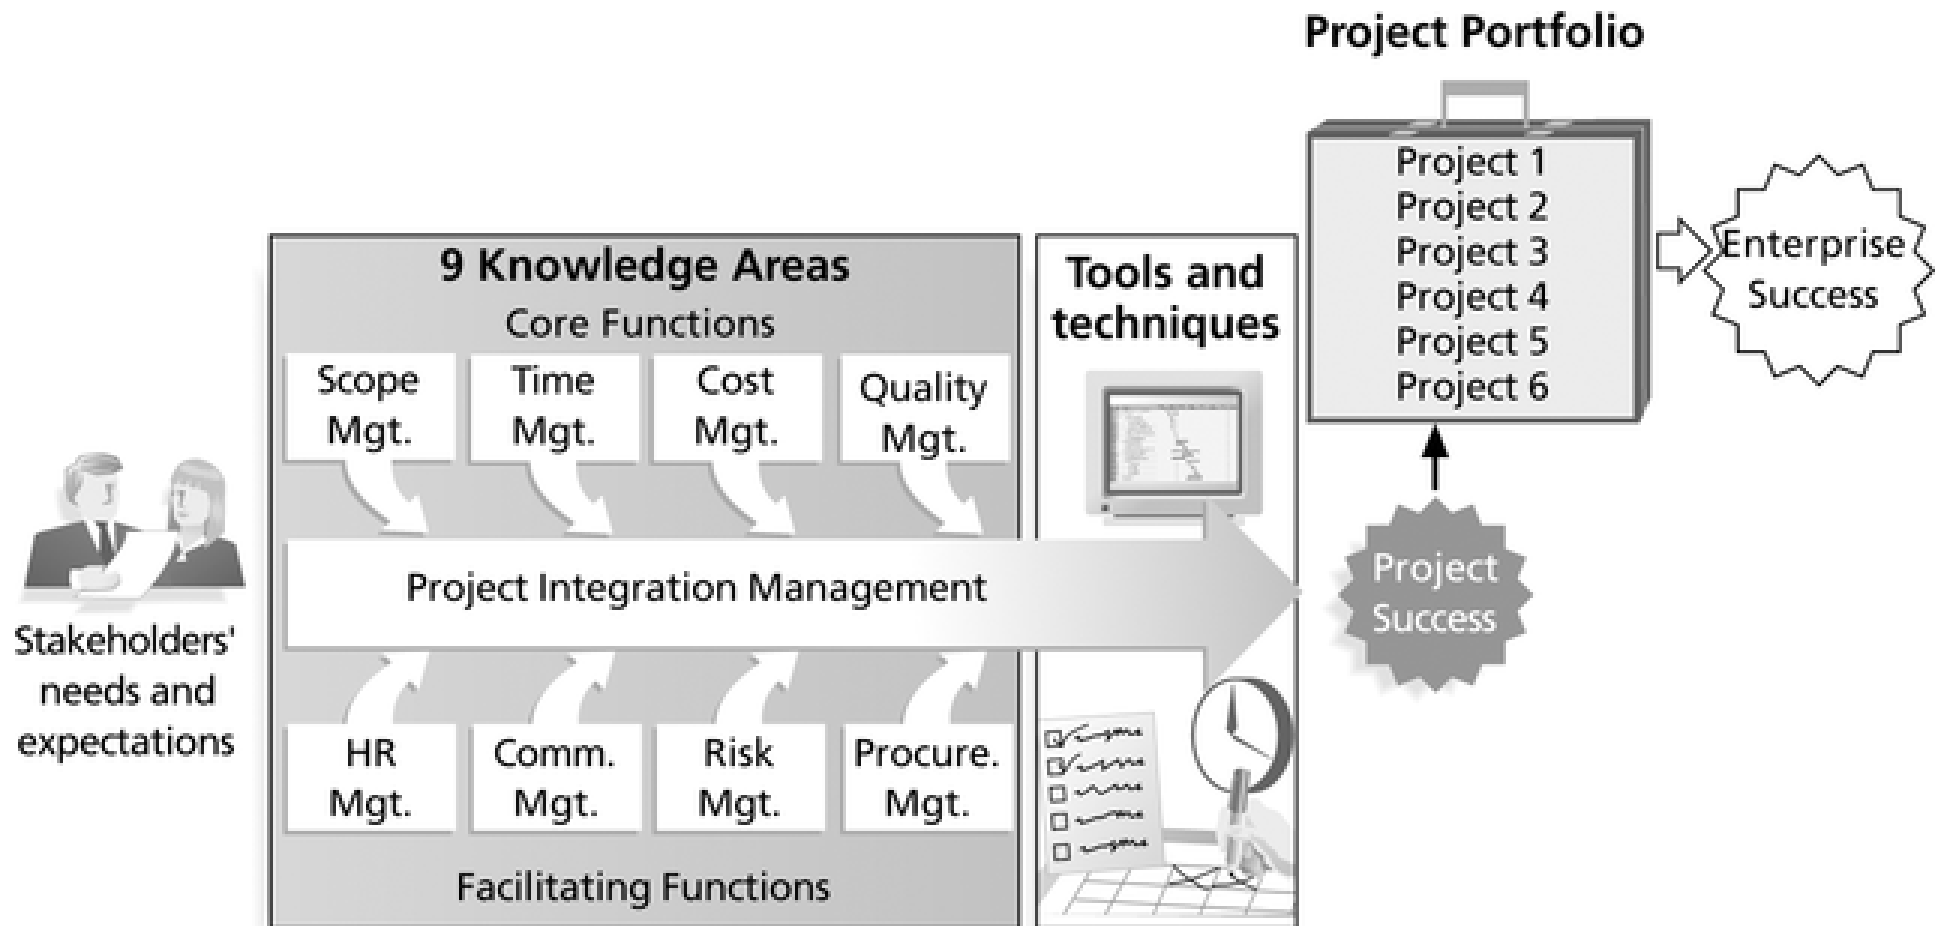 Project Portfolio
Project 1
Project 2
Project 3
Project 4
Project 5
Project 6
Enterprise
Success
9 Knowledge Areas
Core Functions
Scope
Mgt.
Time
Mgt.
Cost
Mgt.
Quality
Mgt.
Tools and
techniques
Project Integration Management
Project
Success
Stakeholders'
needs and
expectations
HR
Mgt.
Comm.
Mgt.
Risk
Mgt.
Procure.
Mgt.
Facilitating Functions